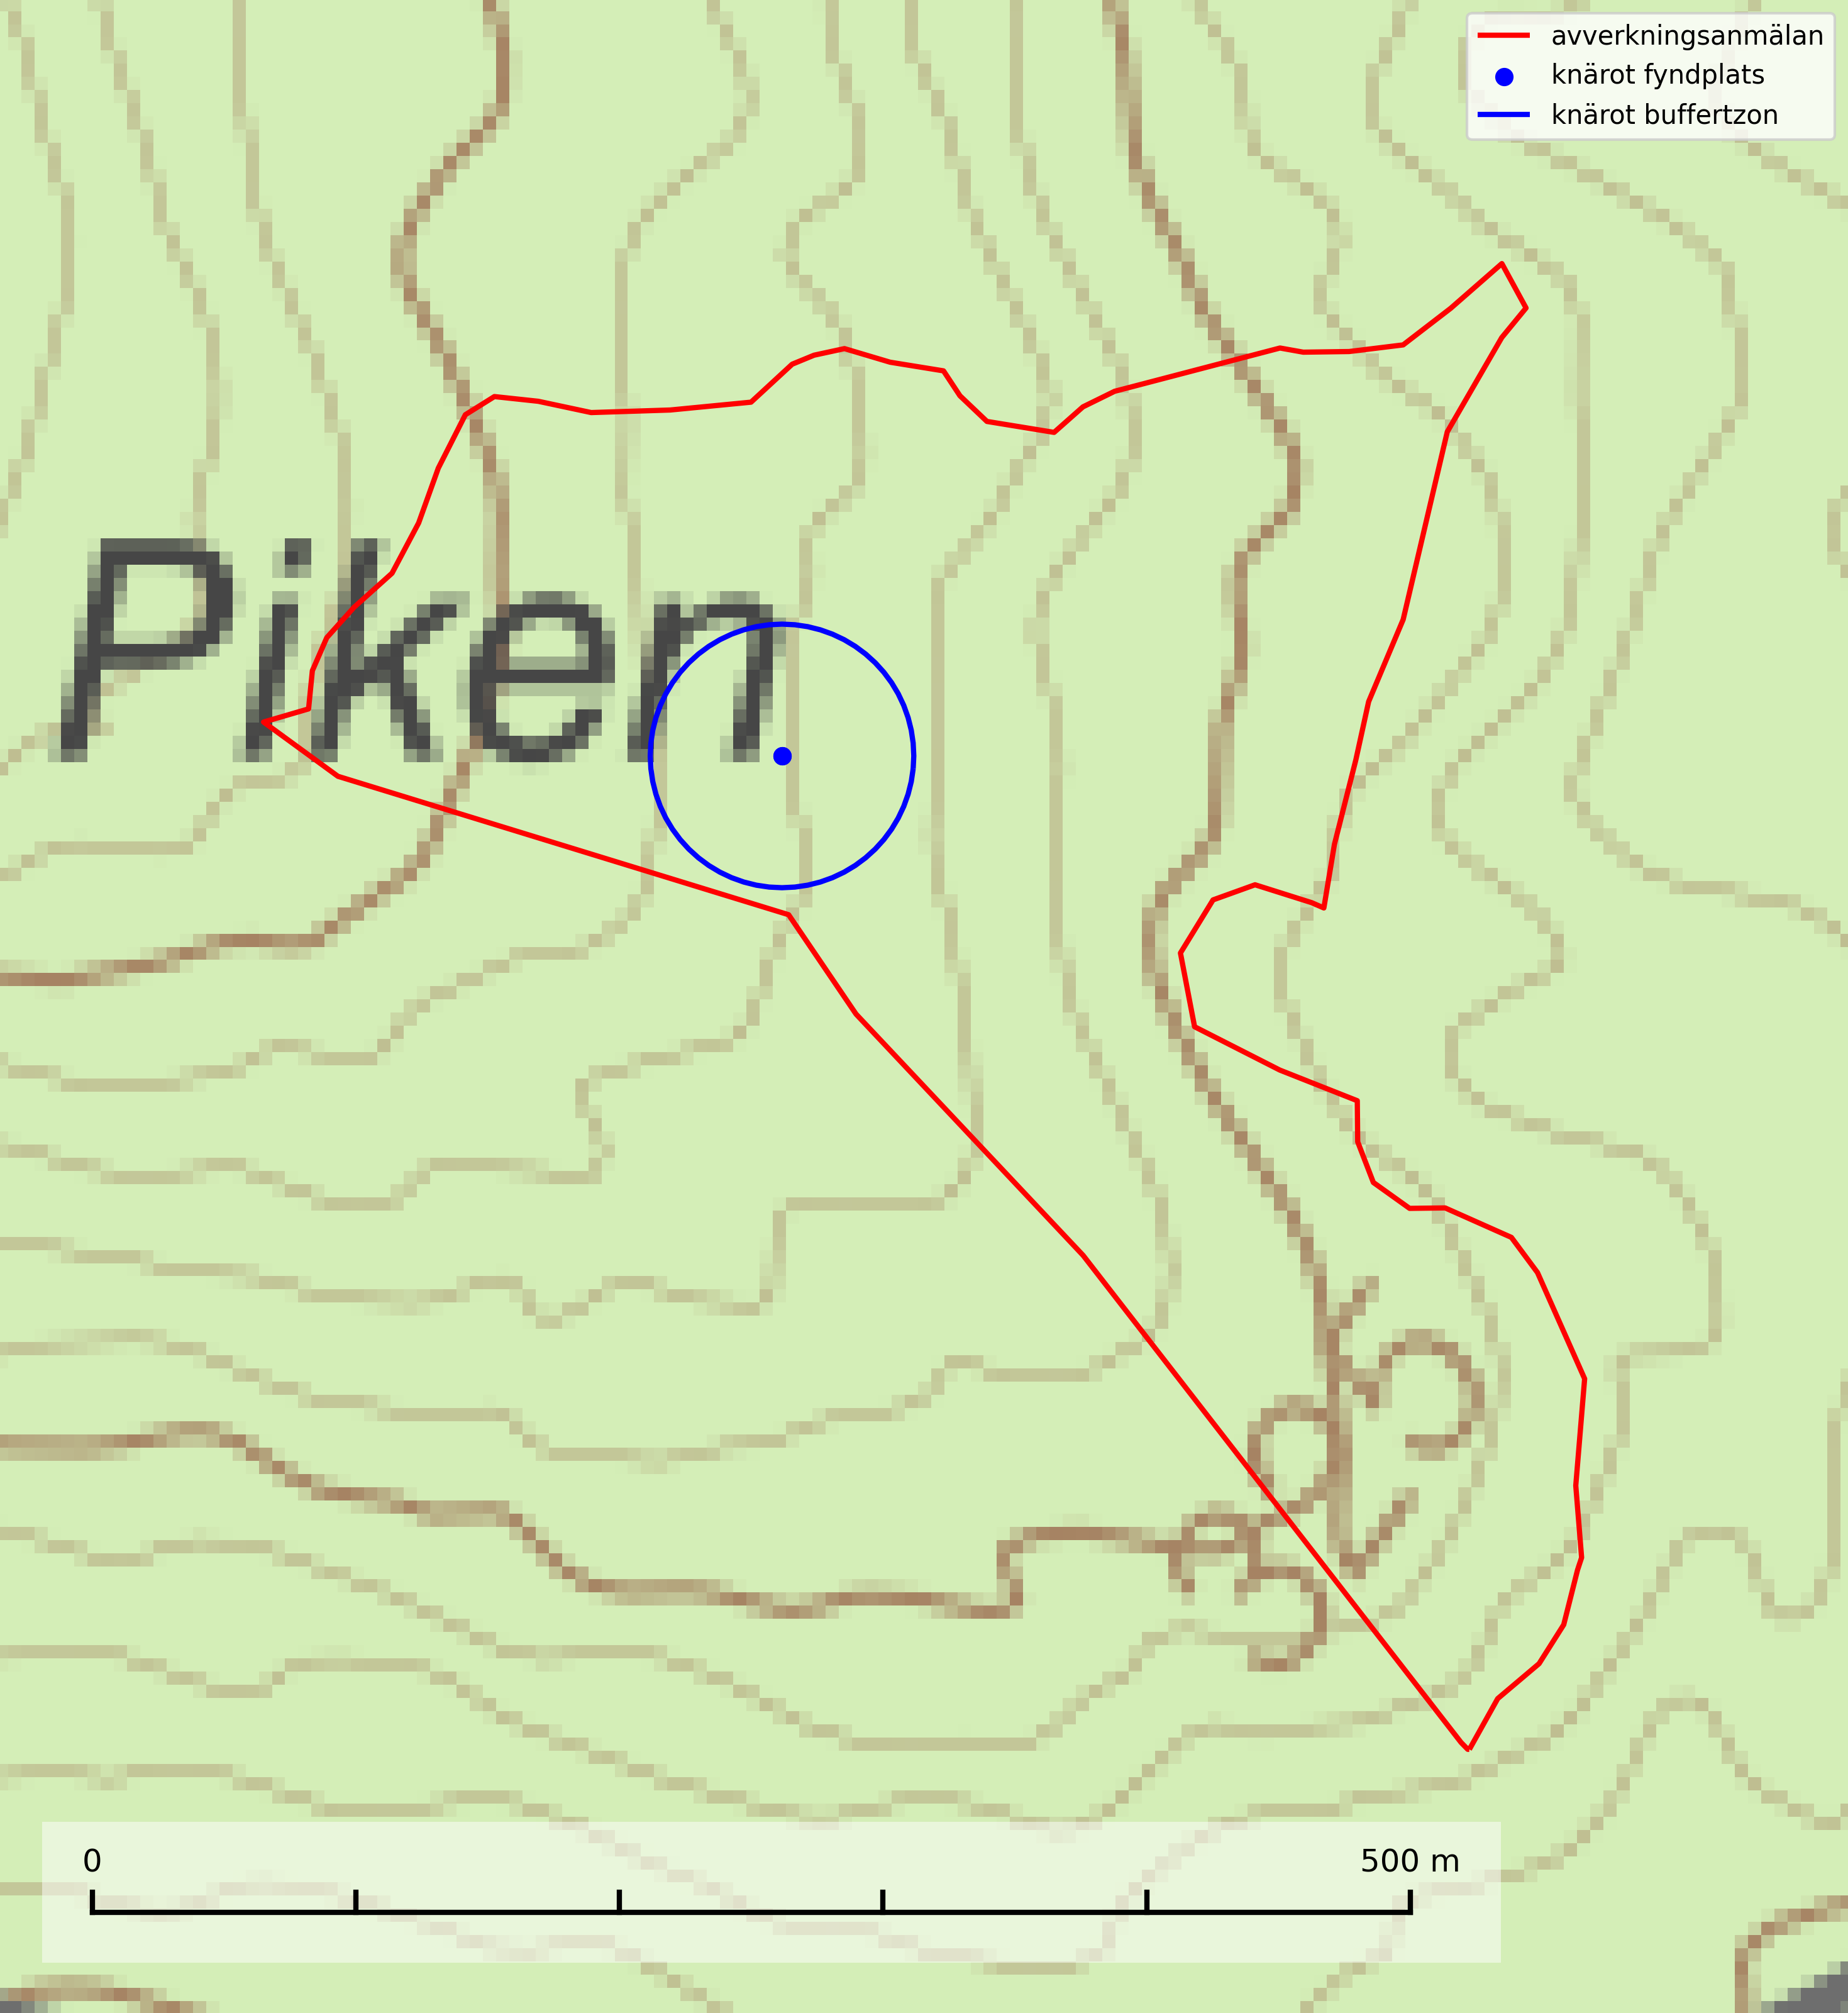 avverkningsanmälan
knärot fyndplats
knärot buffertzon
Piken
0
500 m